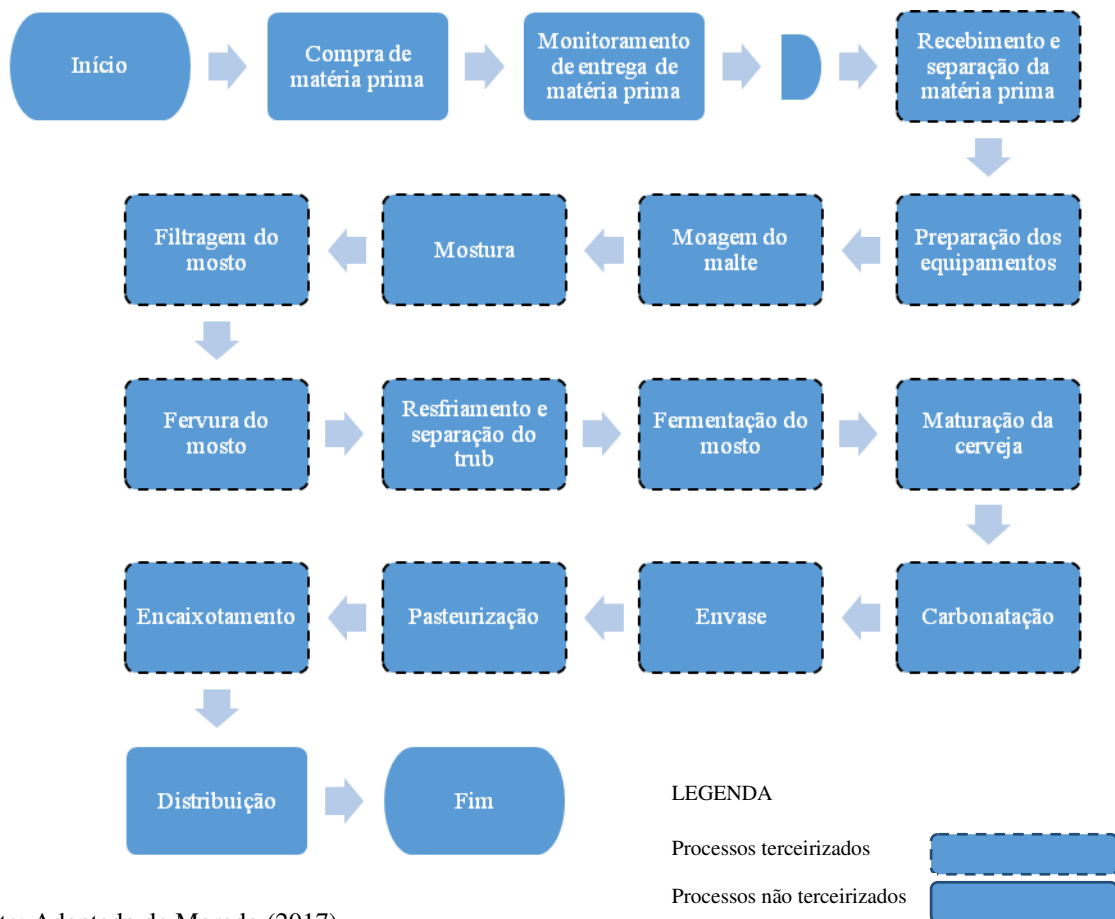 Início
Compra de
matéria prima
Monitoramento
de entrega de
matéria prima
Recebimento e
separação da
matéria prima
Filtragem do
mosto
Mostura
Moagem do
malte
Preparação dos
equipamentos
Fervura do
mosto
Resfriamento e
separação do
trub
Fermentação do
mosto
Maturação da
cerveja
Encaixotamento
Pasteurização
Envase
Carbonatação
Distribuição
Fim
LEGENDA
Processos terceirizados
Processos não terceirizados